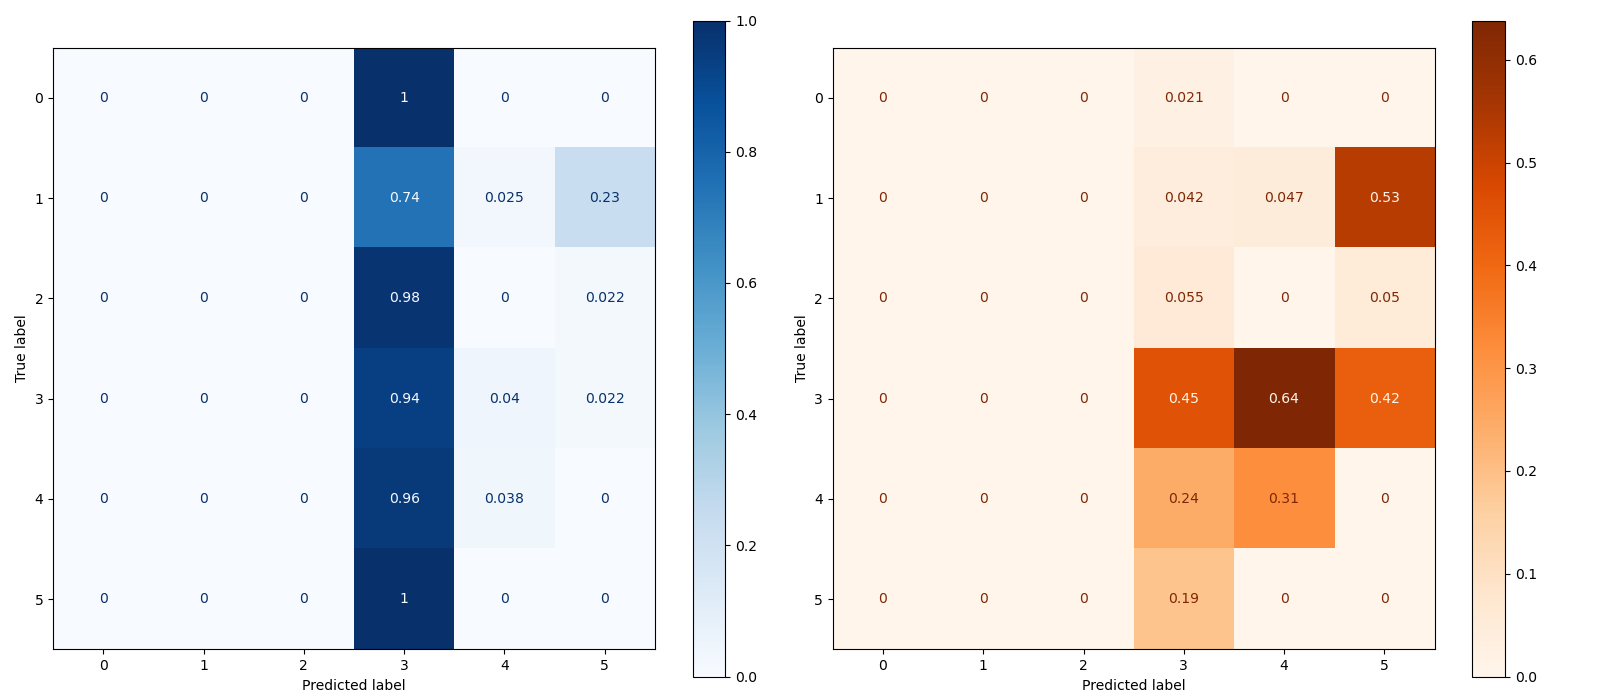 0 0 0 0 1 0 0
1 0 0 0 0.74 0.025 0.23
2 0 0 0 0.98 0 0.022
3 0 0 0 0.94 0.04 0.022
4 0 0 0 0.96 0.038 0
5 0 0 0 1 0 0
0 1 2 3 4 5
True label
Predicted label
1.0
0.8
0.6
0.4
0.2
0.0
0 0 0 0 0.021 0 0
1 0 0 0 0.042 0.047 0.53
2 0 0 0 0.055 0 0.05
3 0 0 0 0.45 0.64 0.42
4 0 0 0 0.24 0.31 0
5 0 0 0 0.19 0 0
0 1 2 3 4 5
True label
Predicted label
0.6
0.5
0.4
0.3
0.2
0.1
0.0